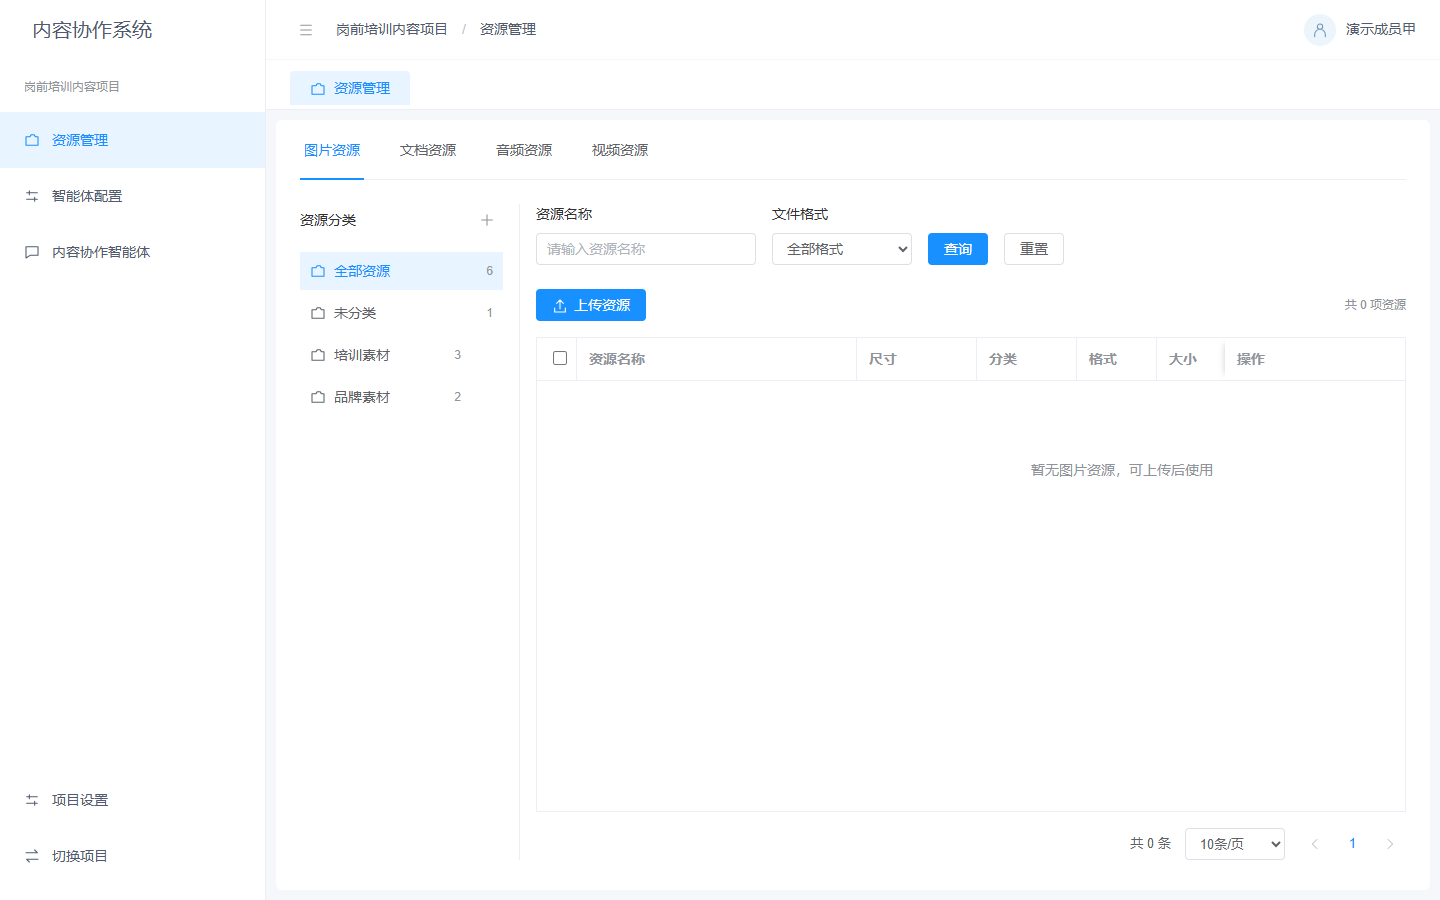 内容协作系统
岗前培训内容项目 / 资源管理
演示成员甲
岗前培训内容项目
资源管理
智能体配置
内容协作智能体
项目设置
切换项目
资源管理
图片资源 文档资源 音频资源 视频资源
资源分类
全部资源 6
未分类 1
培训素材 3
品牌素材 2
资源名称 文件格式
请输入资源名称 全部格式 查询 重置
上传资源 共 0 项资源
资源名称 尺寸 分类 格式 大小 操作
暂无图片资源，可上传后使用
共 0 条 10条/页 1